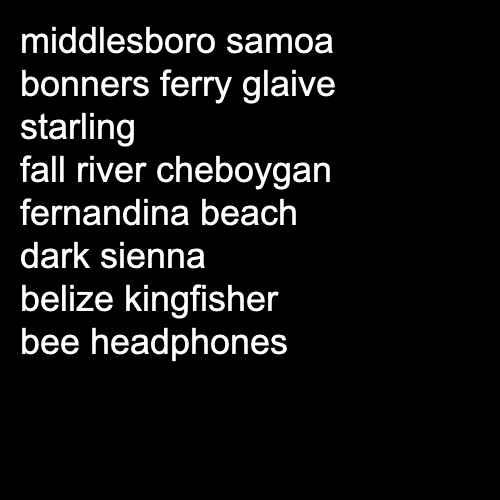 middlesboro samoa
bonners ferry glaive
starling
fall river cheboygan
fernandina beach
dark sienna
belize kingfisher
bee headphones